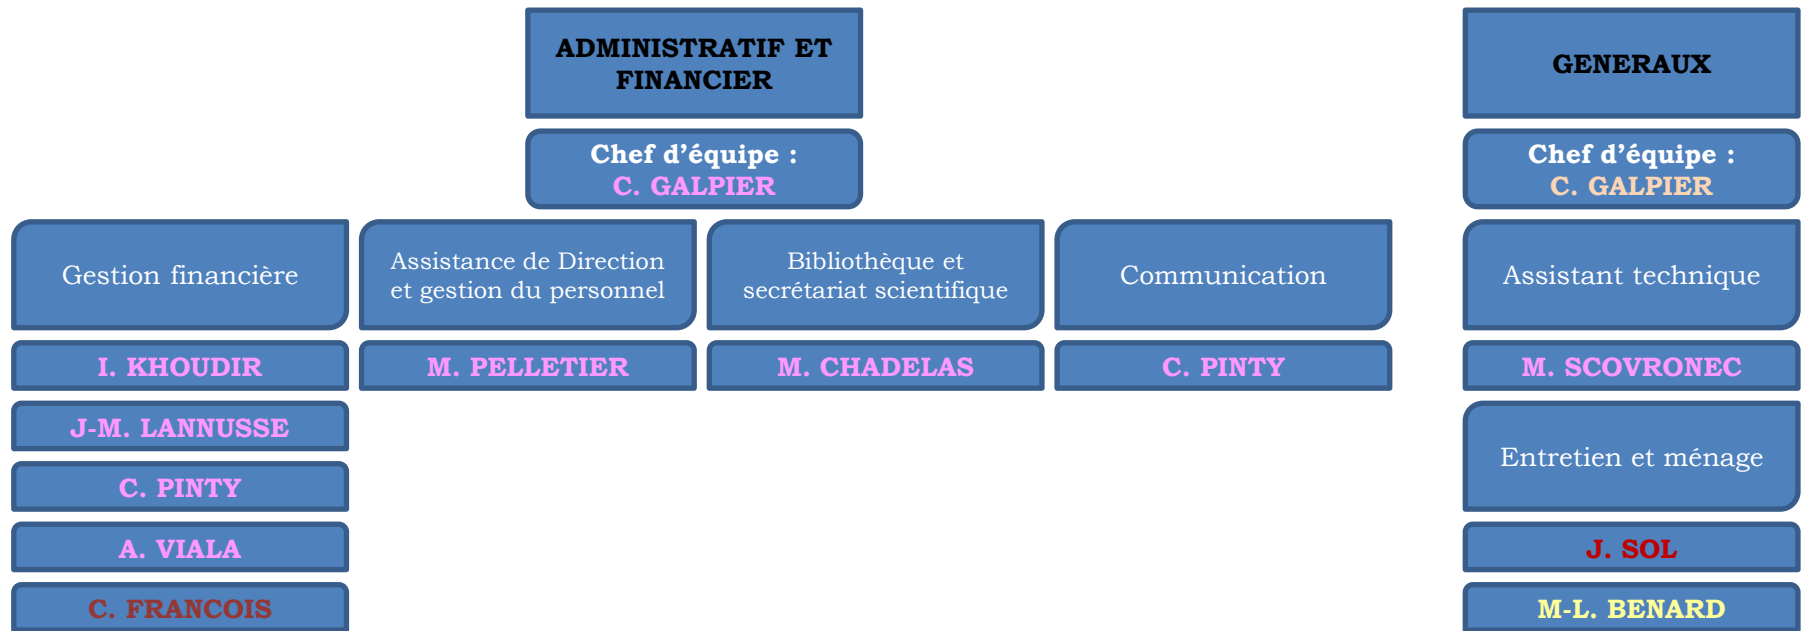 ADMINISTRATIF ET
FINANCIER
Chef d’équipe :
C. GALPIER
Gestion financière
I. KHOUDIR
J-M. LANNUSSE
C. PINTY
A. VIALA
C. FRANCOIS
Assistance de Direction
et gestion du personnel
M. PELLETIER
Bibliothèque et
secrétariat scientifique
M. CHADELAS
Communication
C. PINTY
GENERAUX
Chef d’équipe :
C. GALPIER
Assistant technique
M. SCOVRONEC
Entretien et ménage
J. SOL
M-L. BENARD